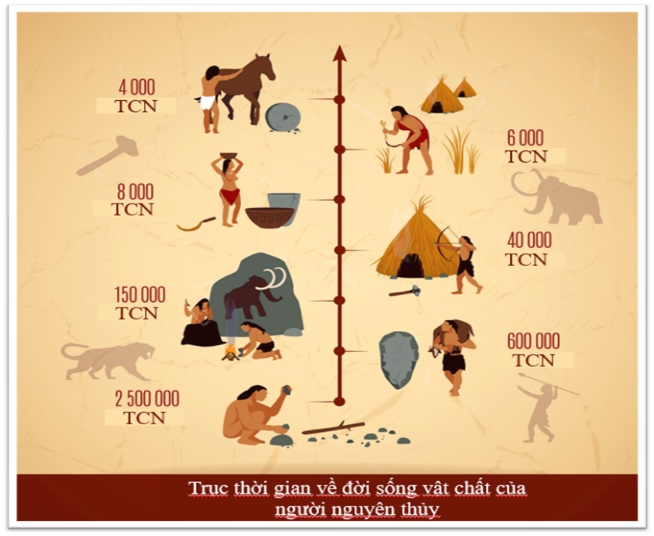 4 000
TCN
6 000
TCN
8 000
TCN
40 000
TCN
150 000
TCN
600 000
TCN
2 500 000
TCN
Trục thời gian về đời sống vật chất của
người nguyên thủy